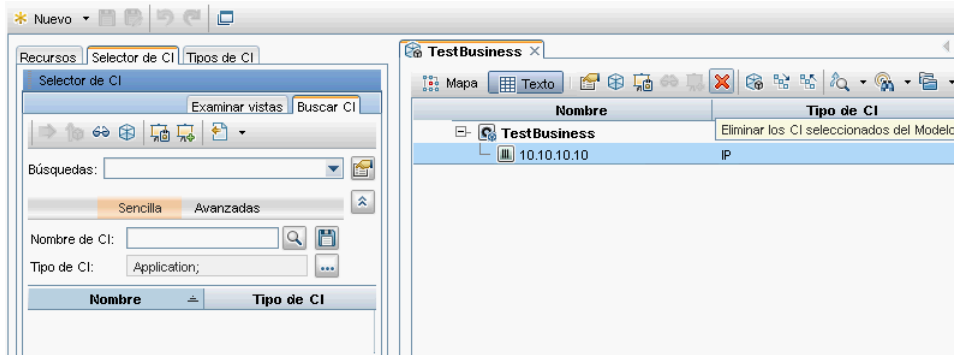 Nuevo
Recursos Selector de CI Tipos de CI
Selector de CI
Examinar vistas Buscar CI
Búsquedas:
Sencilla Avanzadas
Nombre de CI:
Tipo de CI: Application;
Nombre Tipo de CI
TestBusiness
Mapa Texto
Nombre Tipo de CI
TestBusiness
Eliminar los CI seleccionados del Modelo
10.10.10.10 IP